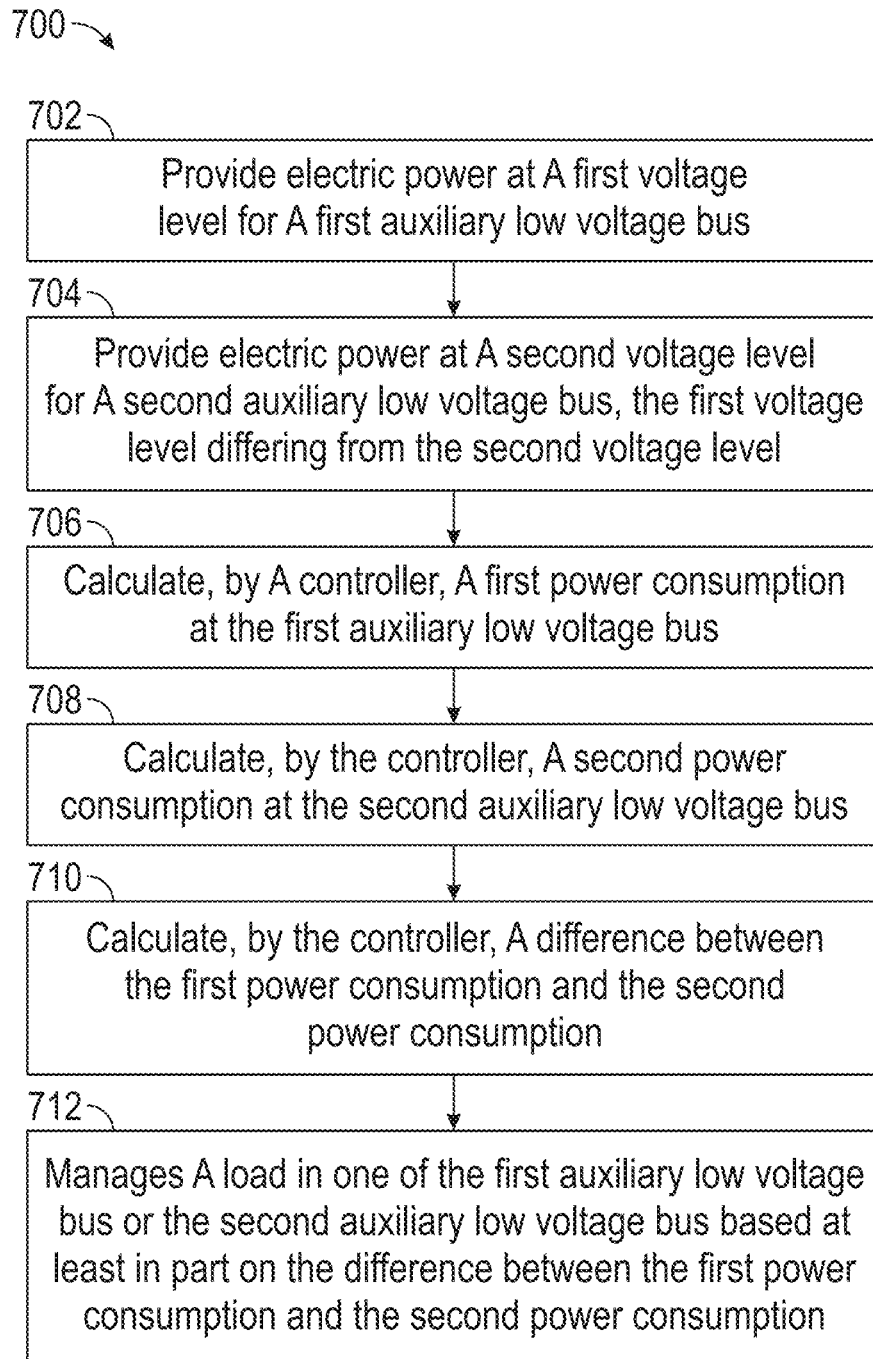 700
702
Provide electric power at A first voltage
level for A first auxiliary low voltage bus
704
Provide electric power at A second voltage level
for A second auxiliary low voltage bus, the first voltage
level differing from the second voltage level
706
Calculate, by A controller, A first power consumption
at the first auxiliary low voltage bus
708
Calculate, by the controller, A second power
consumption at the second auxiliary low voltage bus
710
Calculate, by the controller, A difference between
the first power consumption and the second
power consumption
712
Manages A load in one of the first auxiliary low voltage
bus or the second auxiliary low voltage bus based at
least in part on the difference between the first power
consumption and the second power consumption